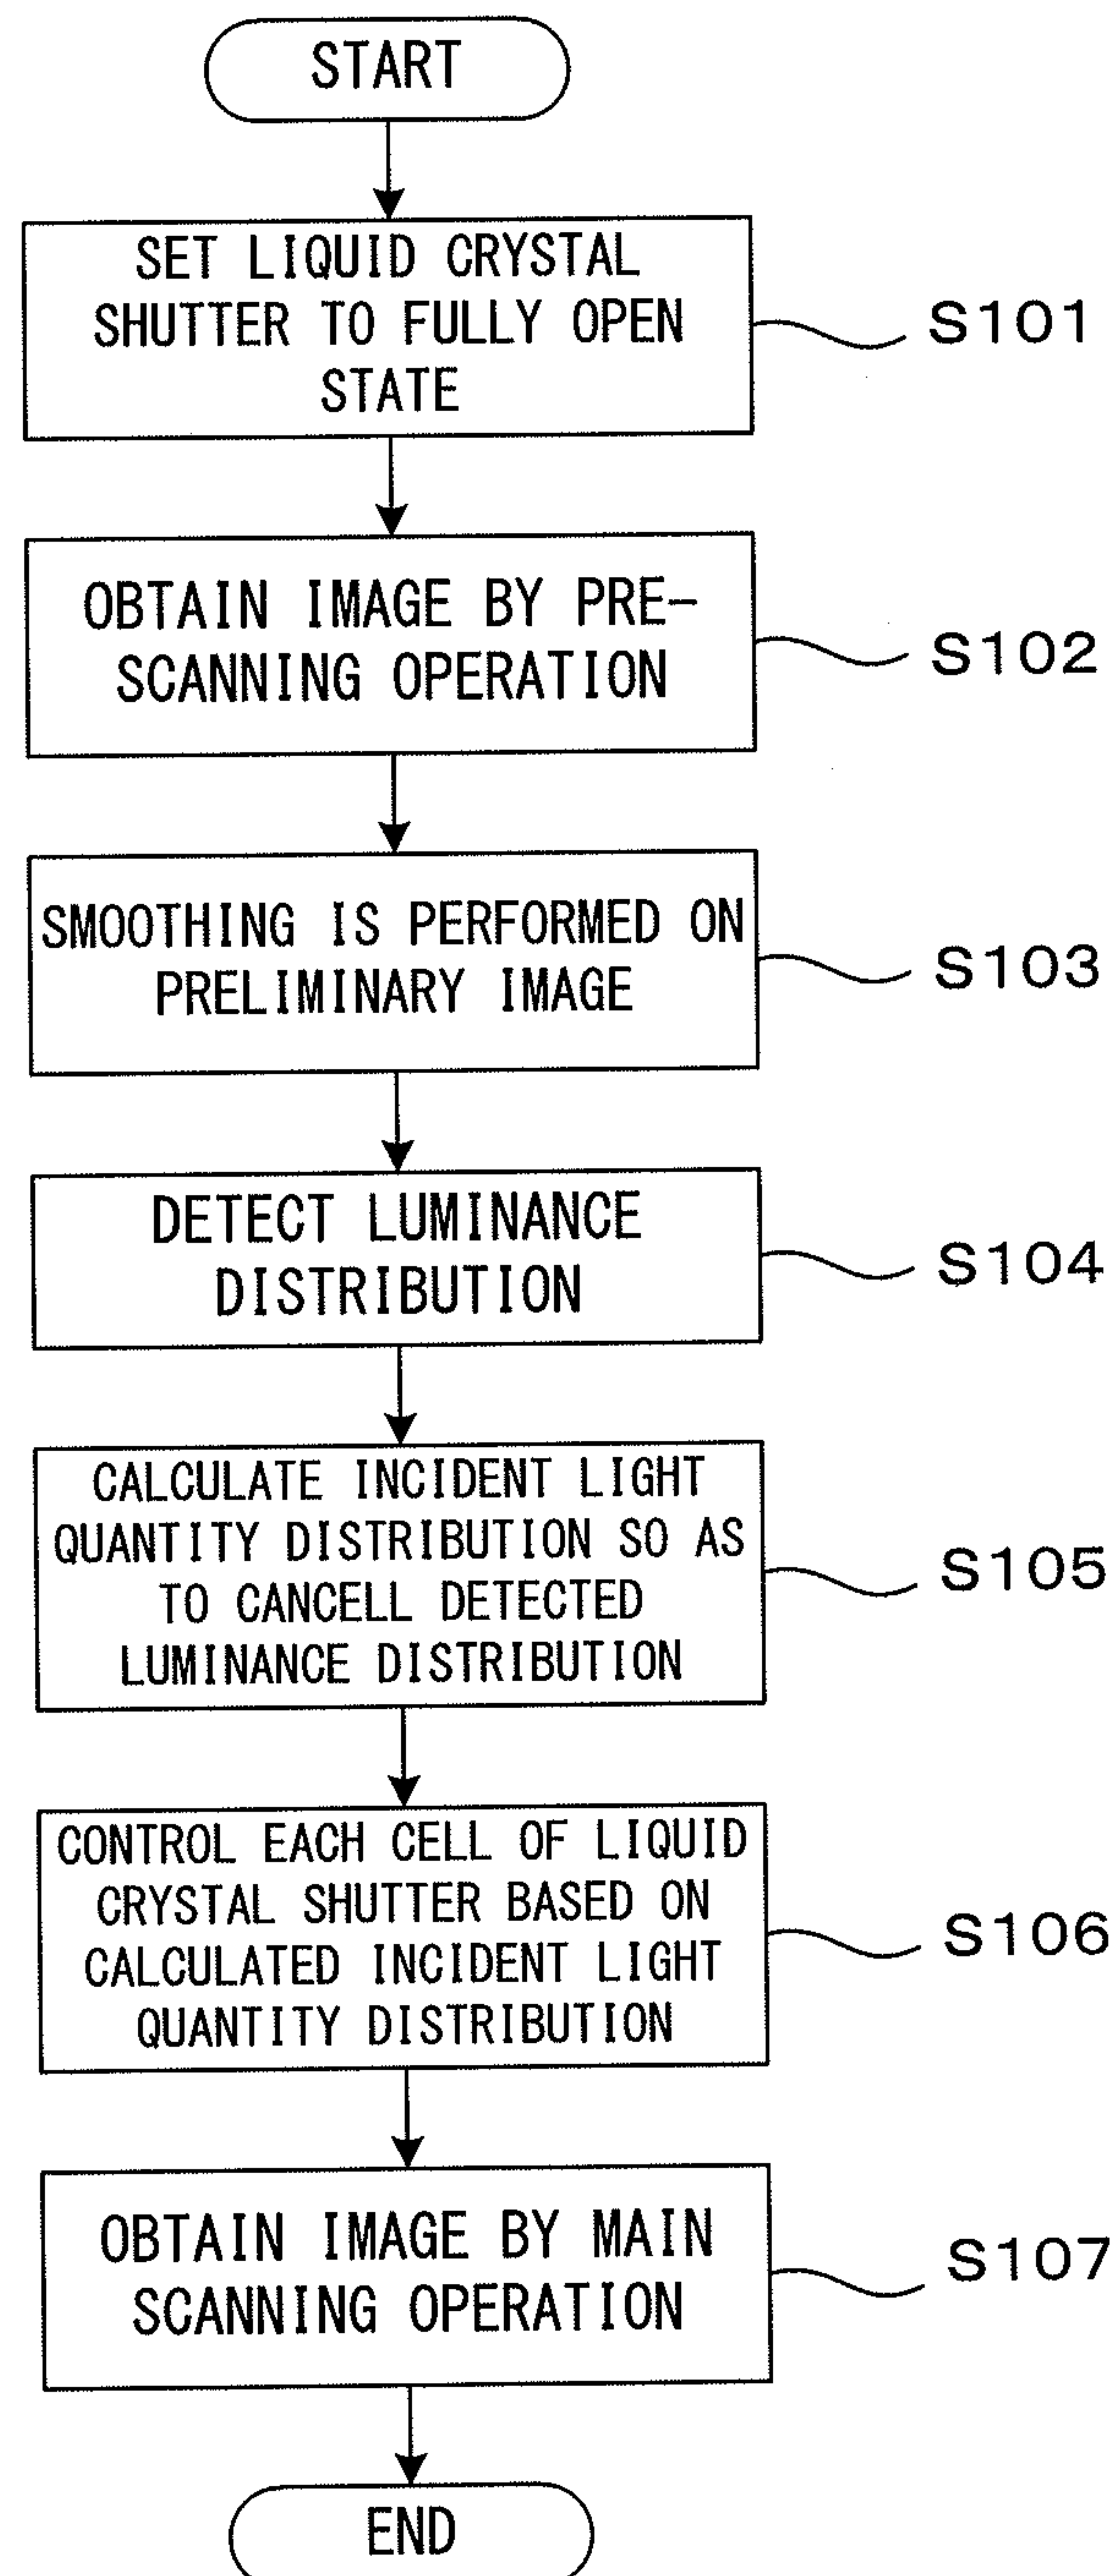 START
SET LIQUID CRYSTAL
SHUTTER TO FULLY OPEN
STATE
S101
OBTAIN IMAGE BY PRE-
SCANNING OPERATION
S102
SMOOTHING IS PERFORMED ON
PRELIMINARY IMAGE
S103
DETECT LUMINANCE
DISTRIBUTION
S104
CALCULATE INCIDENT LIGHT
QUANTITY DISTRIBUTION SO AS
TO CANCELL DETECTED
LUMINANCE DISTRIBUTION
S105
CONTROL EACH CELL OF LIQUID
CRYSTAL SHUTTER BASED ON
CALCULATED INCIDENT LIGHT
QUANTITY DISTRIBUTION
S106
OBTAIN IMAGE BY MAIN
SCANNING OPERATION
S107
END